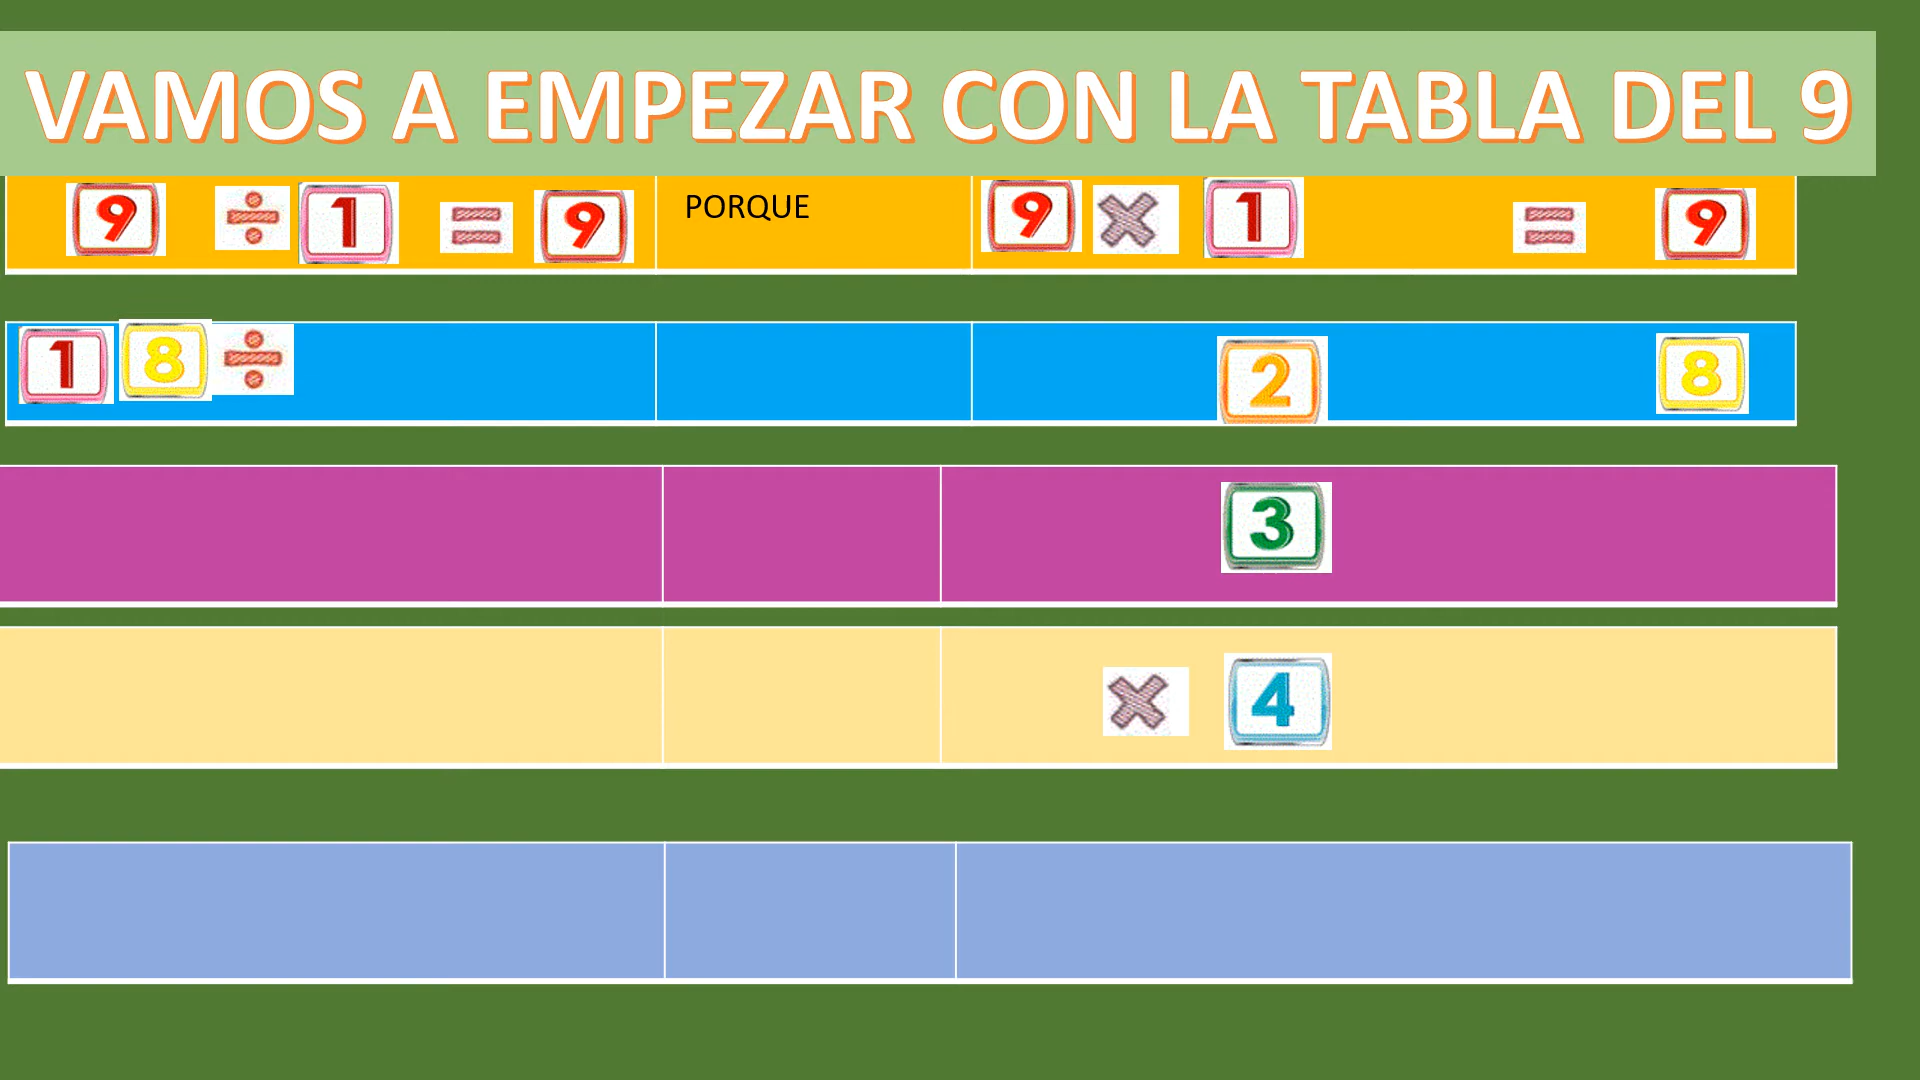 VAMOS A EMPEZAR CON LA TABLA DEL 9
9 ÷ 1 = 9 PORQUE 9 × 1 = 9
1 8 ÷ 2 8
3
× 4